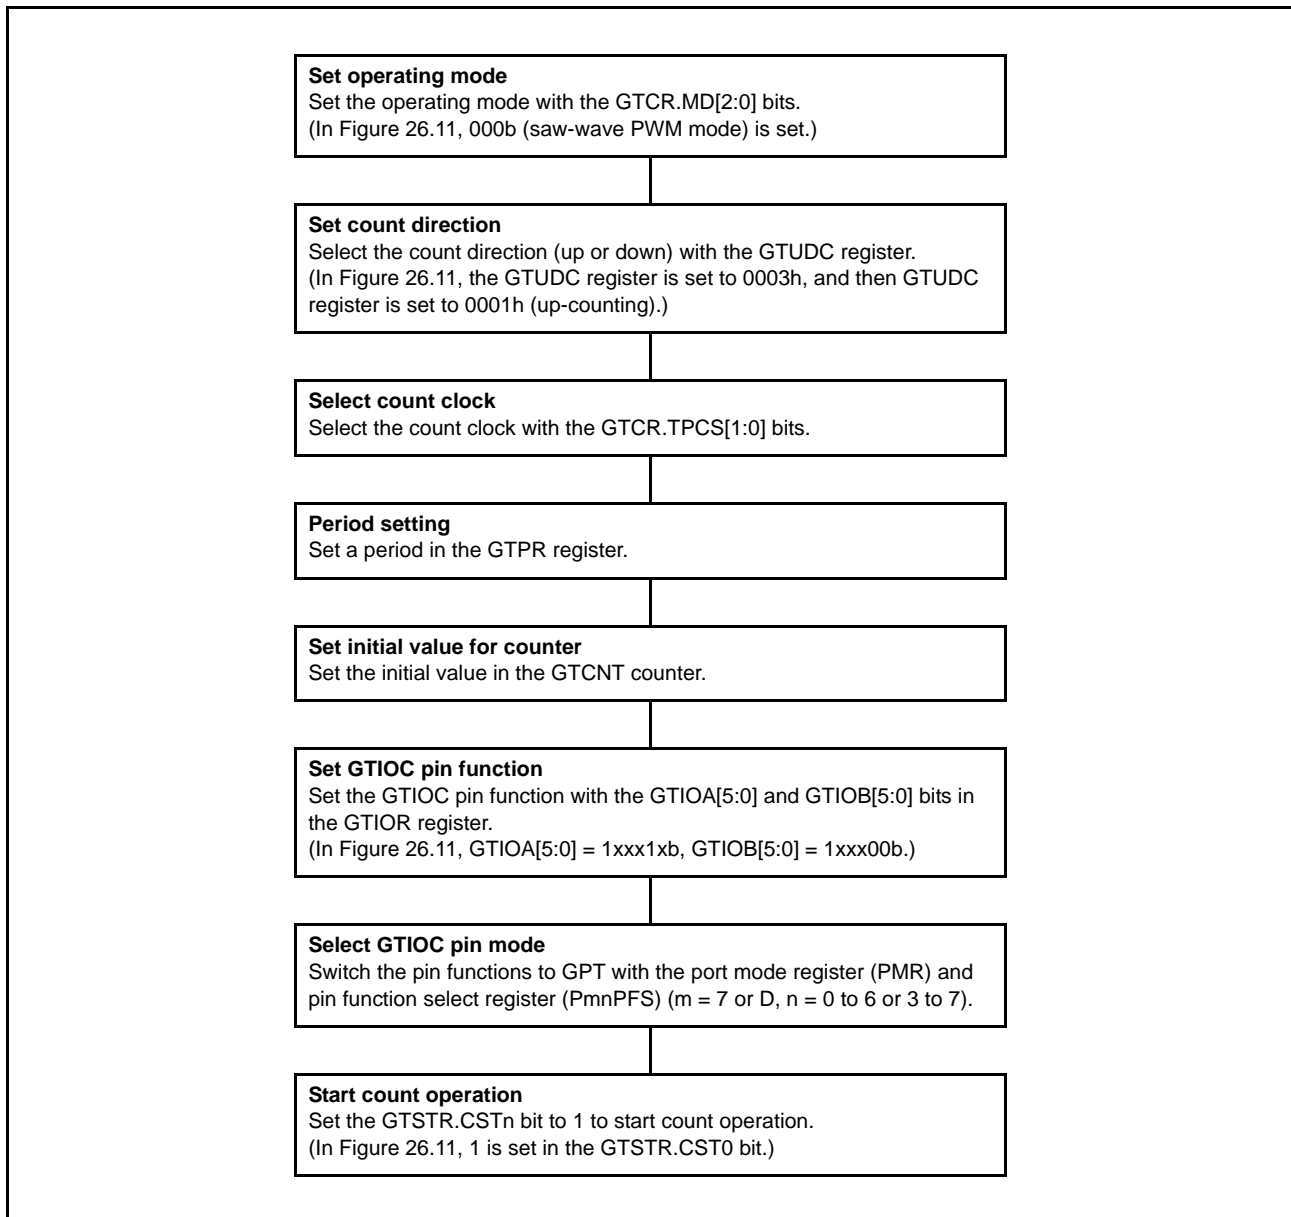 Set operating mode
Set the operating mode with the GTCR.MD[2:0] bits.
(In Figure 26.11, 000b (saw-wave PWM mode) is set.)
Set count direction
Select the count direction (up or down) with the GTUDC register.
(In Figure 26.11, the GTUDC register is set to 0003h, and then GTUDC
register is set to 0001h (up-counting).)
Select count clock
Select the count clock with the GTCR.TPCS[1:0] bits.
Period setting
Set a period in the GTPR register.
Set initial value for counter
Set the initial value in the GTCNT counter.
Set GTIOC pin function
Set the GTIOC pin function with the GTIOA[5:0] and GTIOB[5:0] bits in
the GTIOR register.
(In Figure 26.11, GTIOA[5:0] = 1xxx1xb, GTIOB[5:0] = 1xxx00b.)
Select GTIOC pin mode
Switch the pin functions to GPT with the port mode register (PMR) and
pin function select register (PmnPFS) (m = 7 or D, n = 0 to 6 or 3 to 7).
Start count operation
Set the GTSTR.CSTn bit to 1 to start count operation.
(In Figure 26.11, 1 is set in the GTSTR.CST0 bit.)